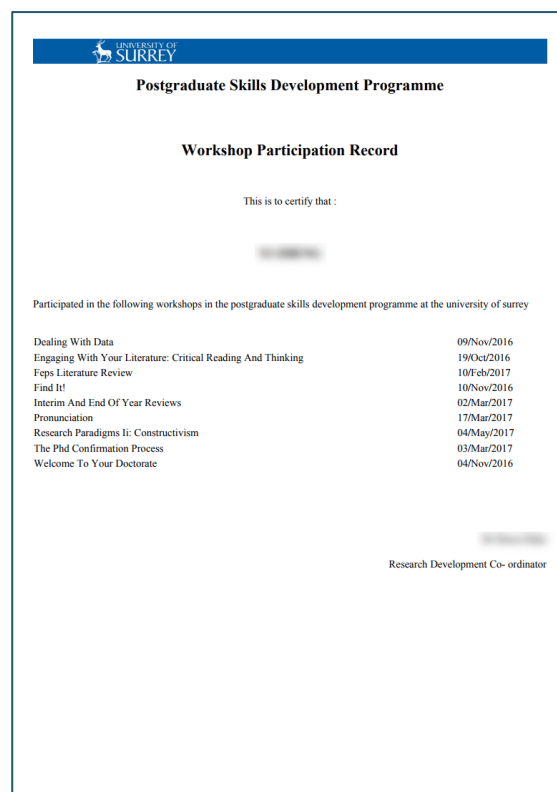 UNIVERSITY OF
SURREY
Postgraduate Skills Development Programme
Workshop Participation Record
This is to certify that :
Participated in the following workshops in the postgraduate skills development programme at the university of surrey
Dealing With Data 09/Nov/2016
Engaging With Your Literature: Critical Reading And Thinking 19/Oct/2016
Feps Literature Review 10/Feb/2017
Find It! 10/Nov/2016
Interim And End Of Year Reviews 02/Mar/2017
Pronunciation 17/Mar/2017
Research Paradigms Ii: Constructivism 04/May/2017
The Phd Confirmation Process 03/Mar/2017
Welcome To Your Doctorate 04/Nov/2016
Research Development Co- ordinator